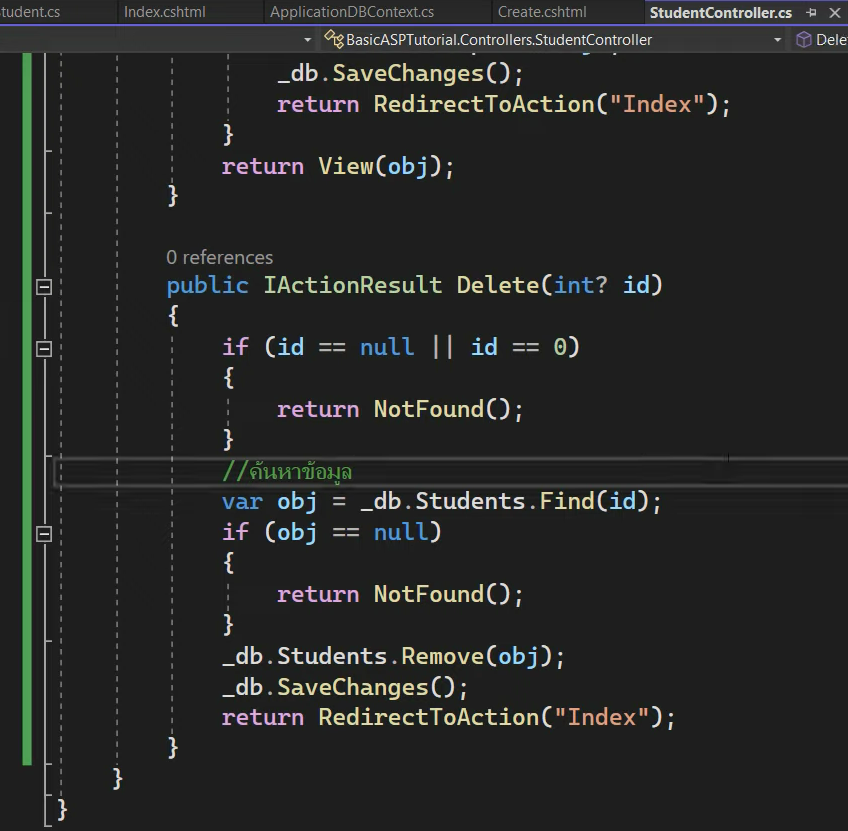 tudent.cs Index.cshtml ApplicationDBContext.cs Create.cshtml StudentController.cs
BasicASPTutorial.Controllers.StudentController Dele
_db.SaveChanges();
return RedirectToAction("Index");
}
return View(obj);
}
0 references
public IActionResult Delete(int? id)
{
if (id == null || id == 0)
{
return NotFound();
}
//ค้นหาข้อมูล
var obj = _db.Students.Find(id);
if (obj == null)
{
return NotFound();
}
_db.Students.Remove(obj);
_db.SaveChanges();
return RedirectToAction("Index");
}
}
}